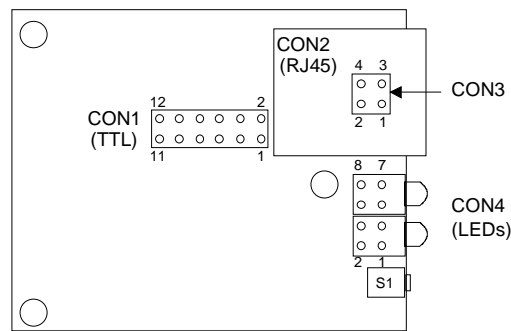 CON2
(RJ45)
4 3
CON3
2 1
12 2
CON1
(TTL)
11 1
8 7
CON4
(LEDs)
2 1
S1